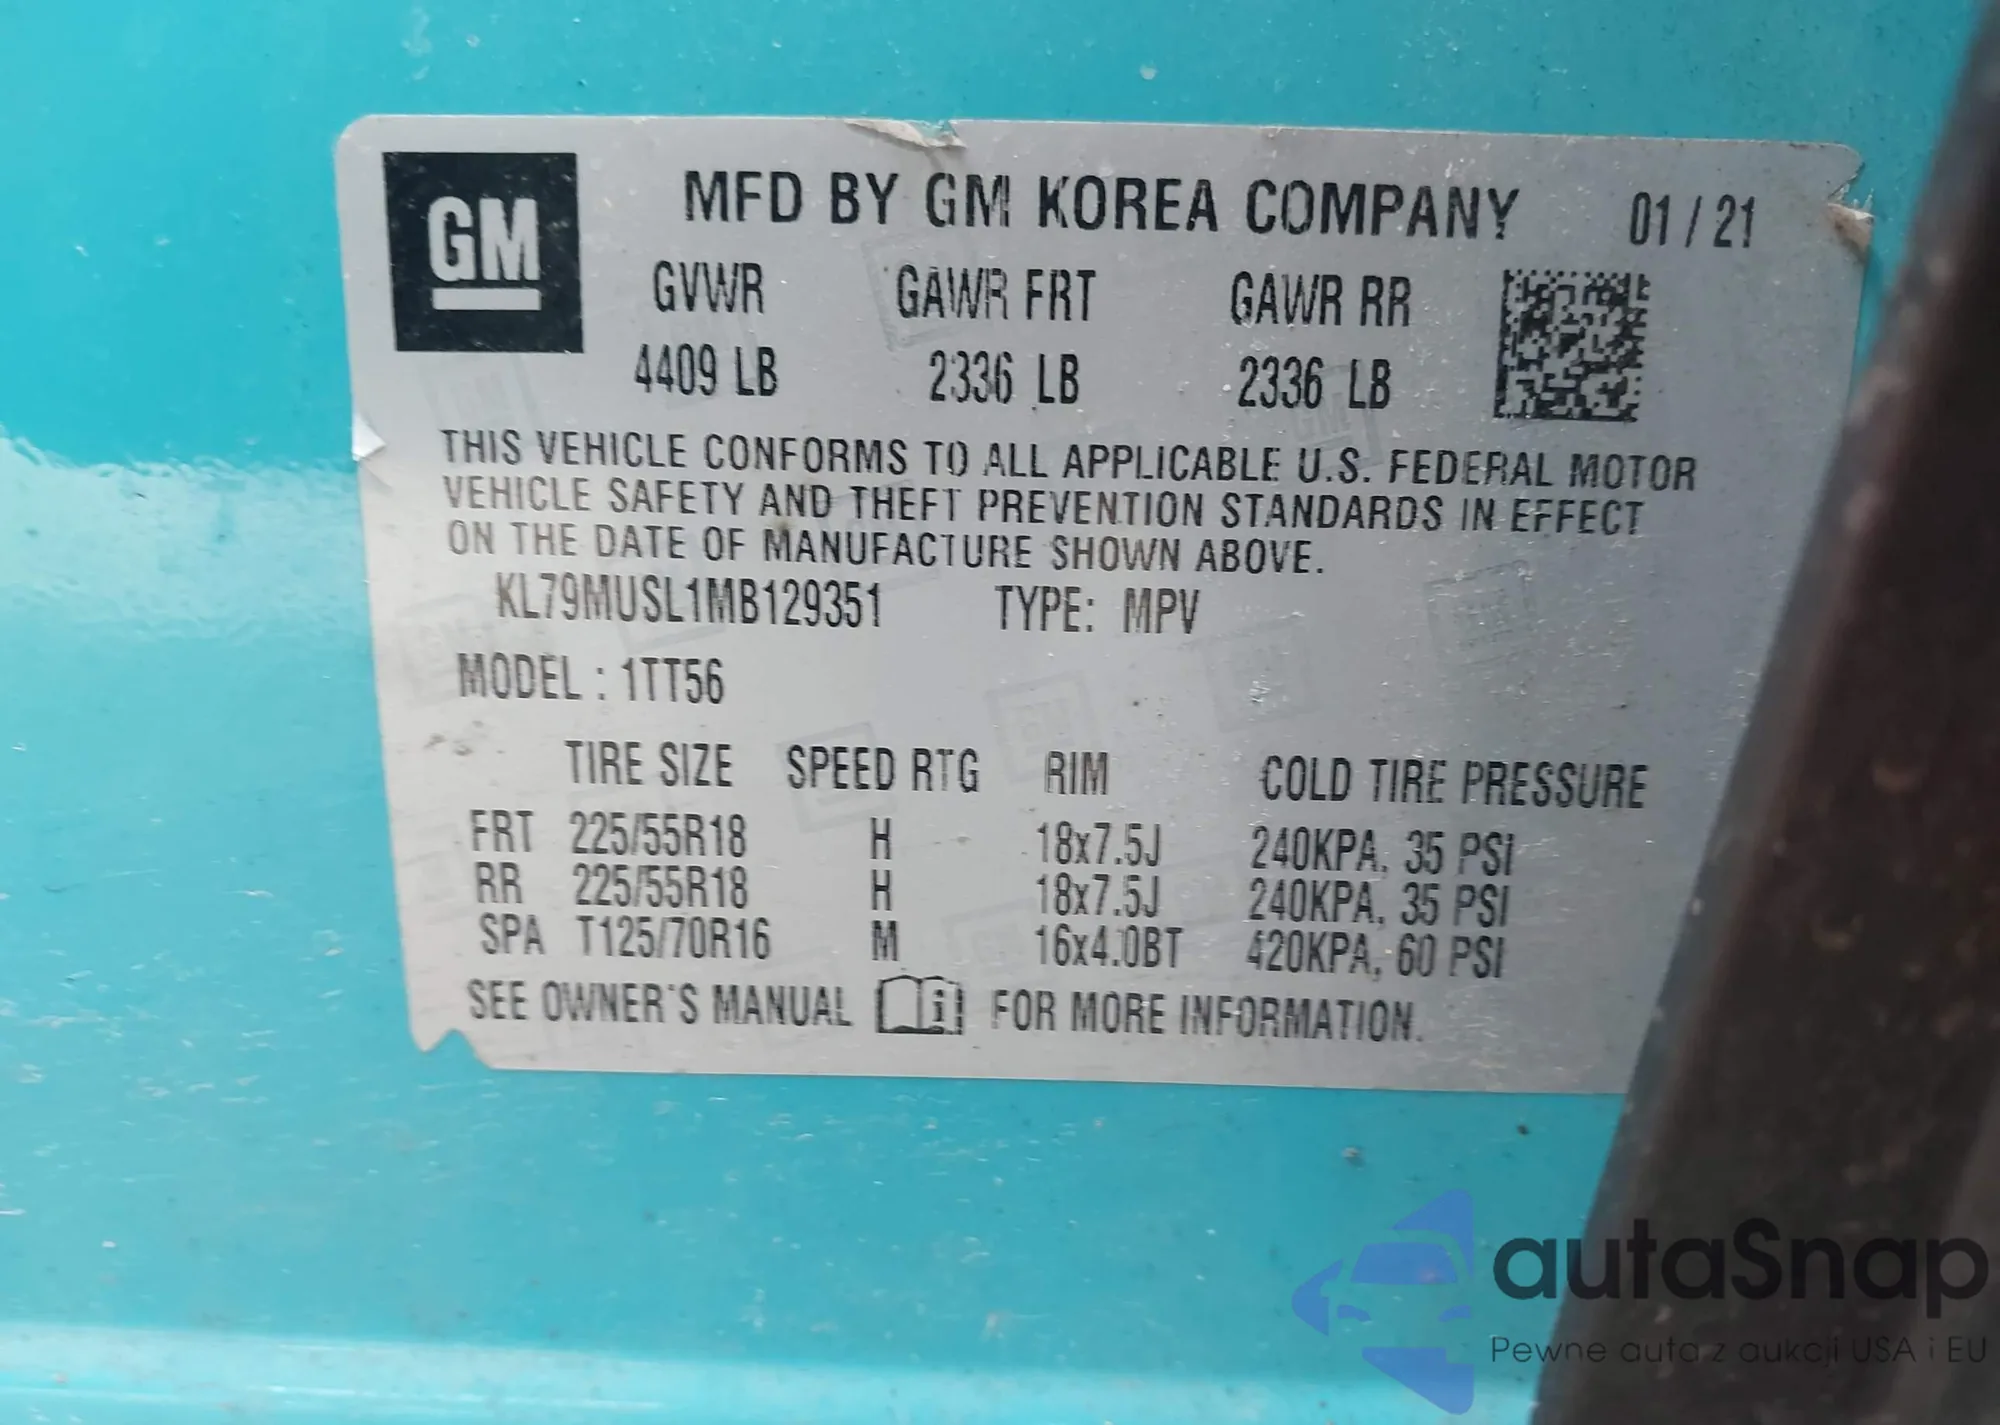 GM
MFD BY GM KOREA COMPANY 01 / 21
GVWR GAWR FRT GAWR RR
4409 LB 2336 LB 2336 LB
THIS VEHICLE CONFORMS TO ALL APPLICABLE U.S. FEDERAL MOTOR
VEHICLE SAFETY AND THEFT PREVENTION STANDARDS IN EFFECT
ON THE DATE OF MANUFACTURE SHOWN ABOVE.
KL79MUSL1MB129351 TYPE: MPV
MODEL : 1TT56
TIRE SIZE SPEED RTG RIM COLD TIRE PRESSURE
FRT 225/55R18 H 18x7.5J 240KPA, 35 PSI
RR 225/55R18 H 18x7.5J 240KPA, 35 PSI
SPA T125/70R16 M 16x4.0BT 420KPA, 60 PSI
SEE OWNER'S MANUAL FOR MORE INFORMATION.
autaSnap
Pewne auta z aukcji USA i EU